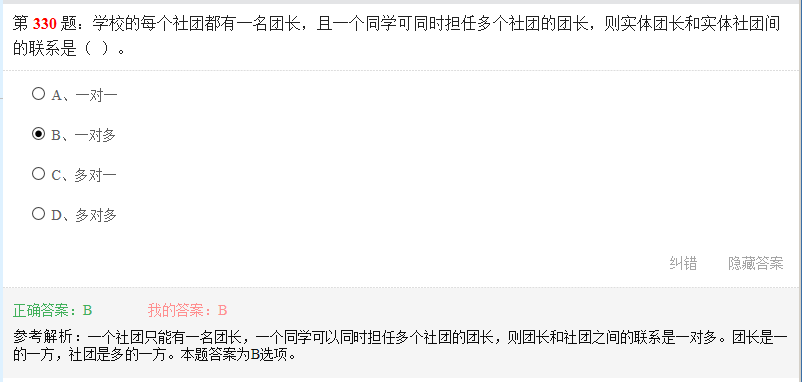 第 330 题：学校的每个社团都有一名团长，且一个同学可同时担任多个社团的团长，则实体团长和实体社团间
的联系是（ ）。
A、一对一
B、一对多
C、多对一
D、多对多
纠错 隐藏答案
正确答案：B 我的答案：B
参考解析：一个社团只能有一名团长，一个同学可以同时担任多个社团的团长，则团长和社团之间的联系是一对多。团长是一
的一方，社团是多的一方。本题答案为B选项。